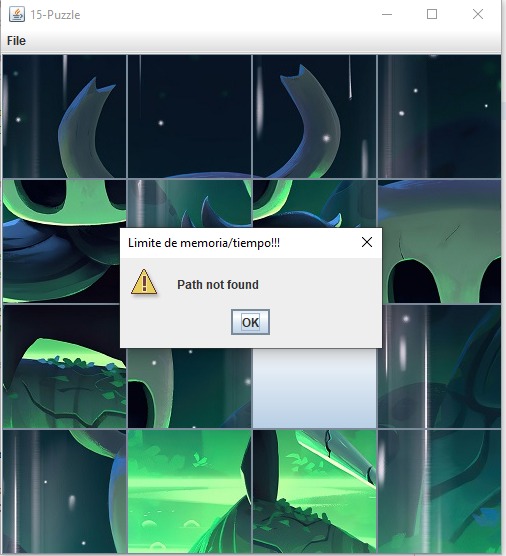 15-Puzzle
File
Limite de memoria/tiempo!!!
Path not found
OK